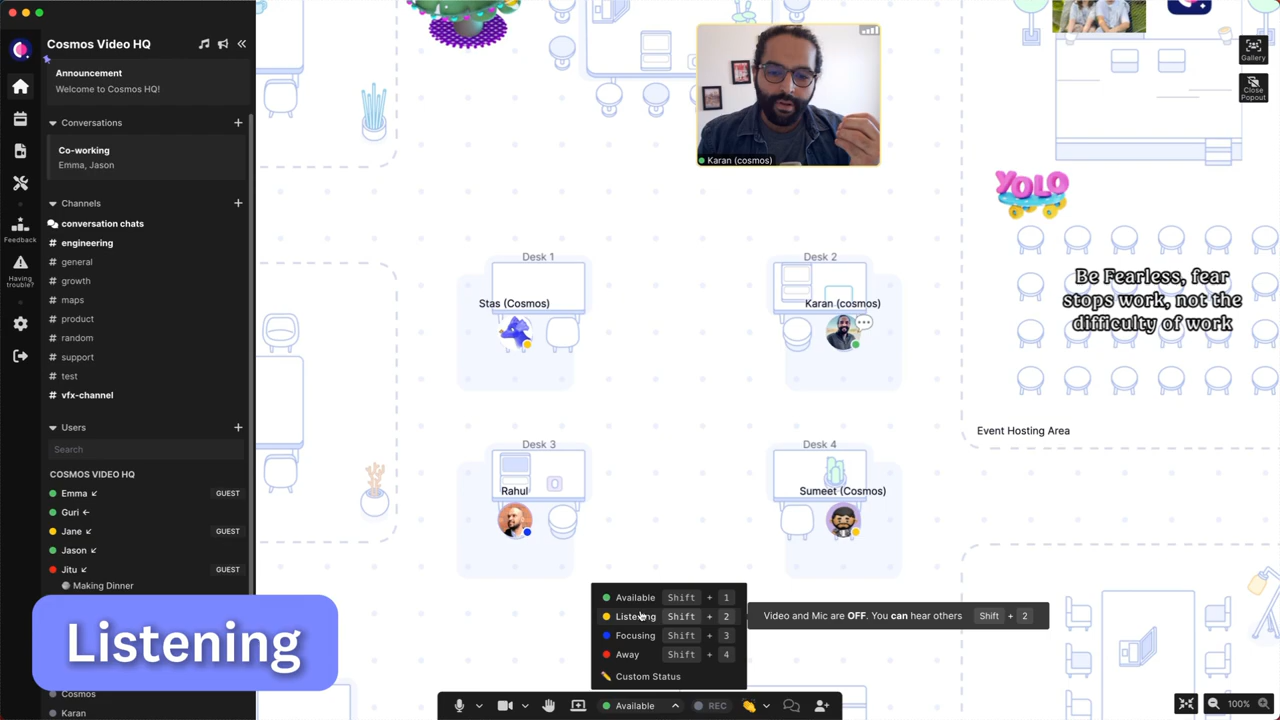 Cosmos Video HQ
Announcement
Welcome to Cosmos HQ!
Conversations
Co-working
Emma, Jason
Channels
conversation chats
# engineering
# general
# growth
# maps
# product
# random
# support
# test
# vfx-channel
Users
Search
COSMOS VIDEO HQ
Emma
GUEST
Guri
Jane
GUEST
Jason
Jitu
GUEST
Making Dinner
Cosmos
Karan
Feedback
Having
trouble?
Listening
Karan (cosmos)
Desk 1
Stas (Cosmos)
Desk 2
Karan (cosmos)
Desk 3
Rahul
Desk 4
Sumeet (Cosmos)
Gallery
Close
Popout
YOLO
Be Fearless, fear
stops work, not the
difficulty of work
Event Hosting Area
Available Shift + 1
Listening Shift + 2
Focusing Shift + 3
Away Shift + 4
Custom Status
Video and Mic are OFF. You can hear others Shift + 2
Available
REC
100%